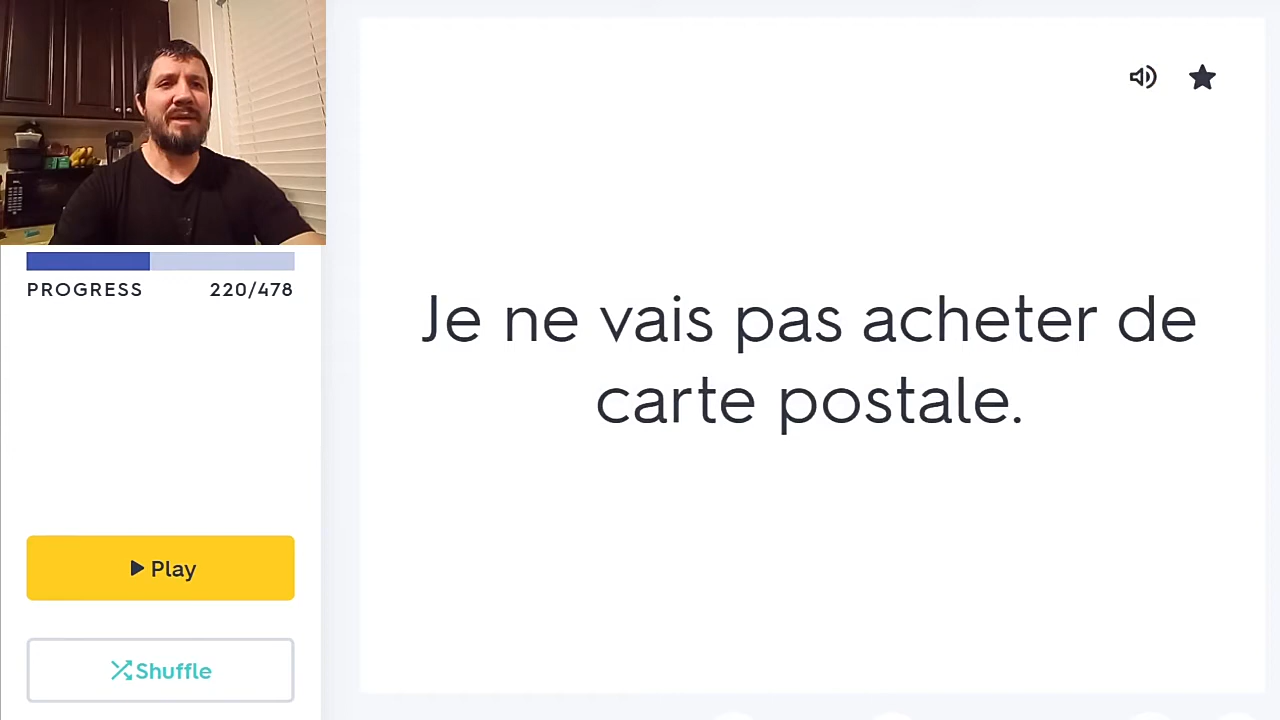 PROGRESS 220/478
Je ne vais pas acheter de
carte postale.
Play
Shuffle